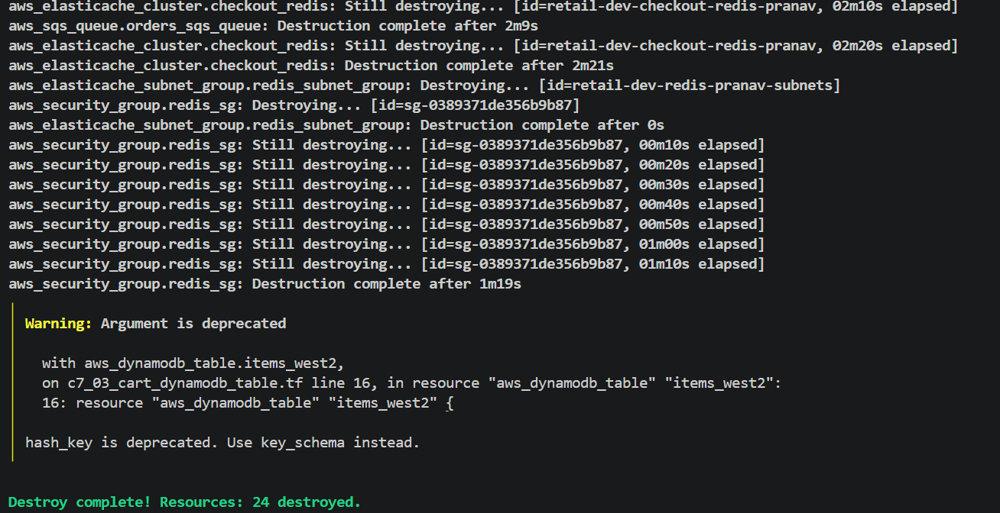 aws_elasticache_cluster.checkout_redis: Still destroying... [id=retail-dev-checkout-redis-pranav, 02m10s elapsed]
aws_sqs_queue.orders_sqs_queue: Destruction complete after 2m9s
aws_elasticache_cluster.checkout_redis: Still destroying... [id=retail-dev-checkout-redis-pranav, 02m20s elapsed]
aws_elasticache_cluster.checkout_redis: Destruction complete after 2m21s
aws_elasticache_subnet_group.redis_subnet_group: Destroying... [id=retail-dev-redis-pranav-subnets]
aws_security_group.redis_sg: Destroying... [id=sg-0389371de356b9b87]
aws_elasticache_subnet_group.redis_subnet_group: Destruction complete after 0s
aws_security_group.redis_sg: Still destroying... [id=sg-0389371de356b9b87, 00m10s elapsed]
aws_security_group.redis_sg: Still destroying... [id=sg-0389371de356b9b87, 00m20s elapsed]
aws_security_group.redis_sg: Still destroying... [id=sg-0389371de356b9b87, 00m30s elapsed]
aws_security_group.redis_sg: Still destroying... [id=sg-0389371de356b9b87, 00m40s elapsed]
aws_security_group.redis_sg: Still destroying... [id=sg-0389371de356b9b87, 00m50s elapsed]
aws_security_group.redis_sg: Still destroying... [id=sg-0389371de356b9b87, 01m00s elapsed]
aws_security_group.redis_sg: Still destroying... [id=sg-0389371de356b9b87, 01m10s elapsed]
aws_security_group.redis_sg: Destruction complete after 1m19s
Warning: Argument is deprecated
with aws_dynamodb_table.items_west2,
on c7_03_cart_dynamodb_table.tf line 16, in resource "aws_dynamodb_table" "items_west2":
16: resource "aws_dynamodb_table" "items_west2" {
hash_key is deprecated. Use key_schema instead.
Destroy complete! Resources: 24 destroyed.